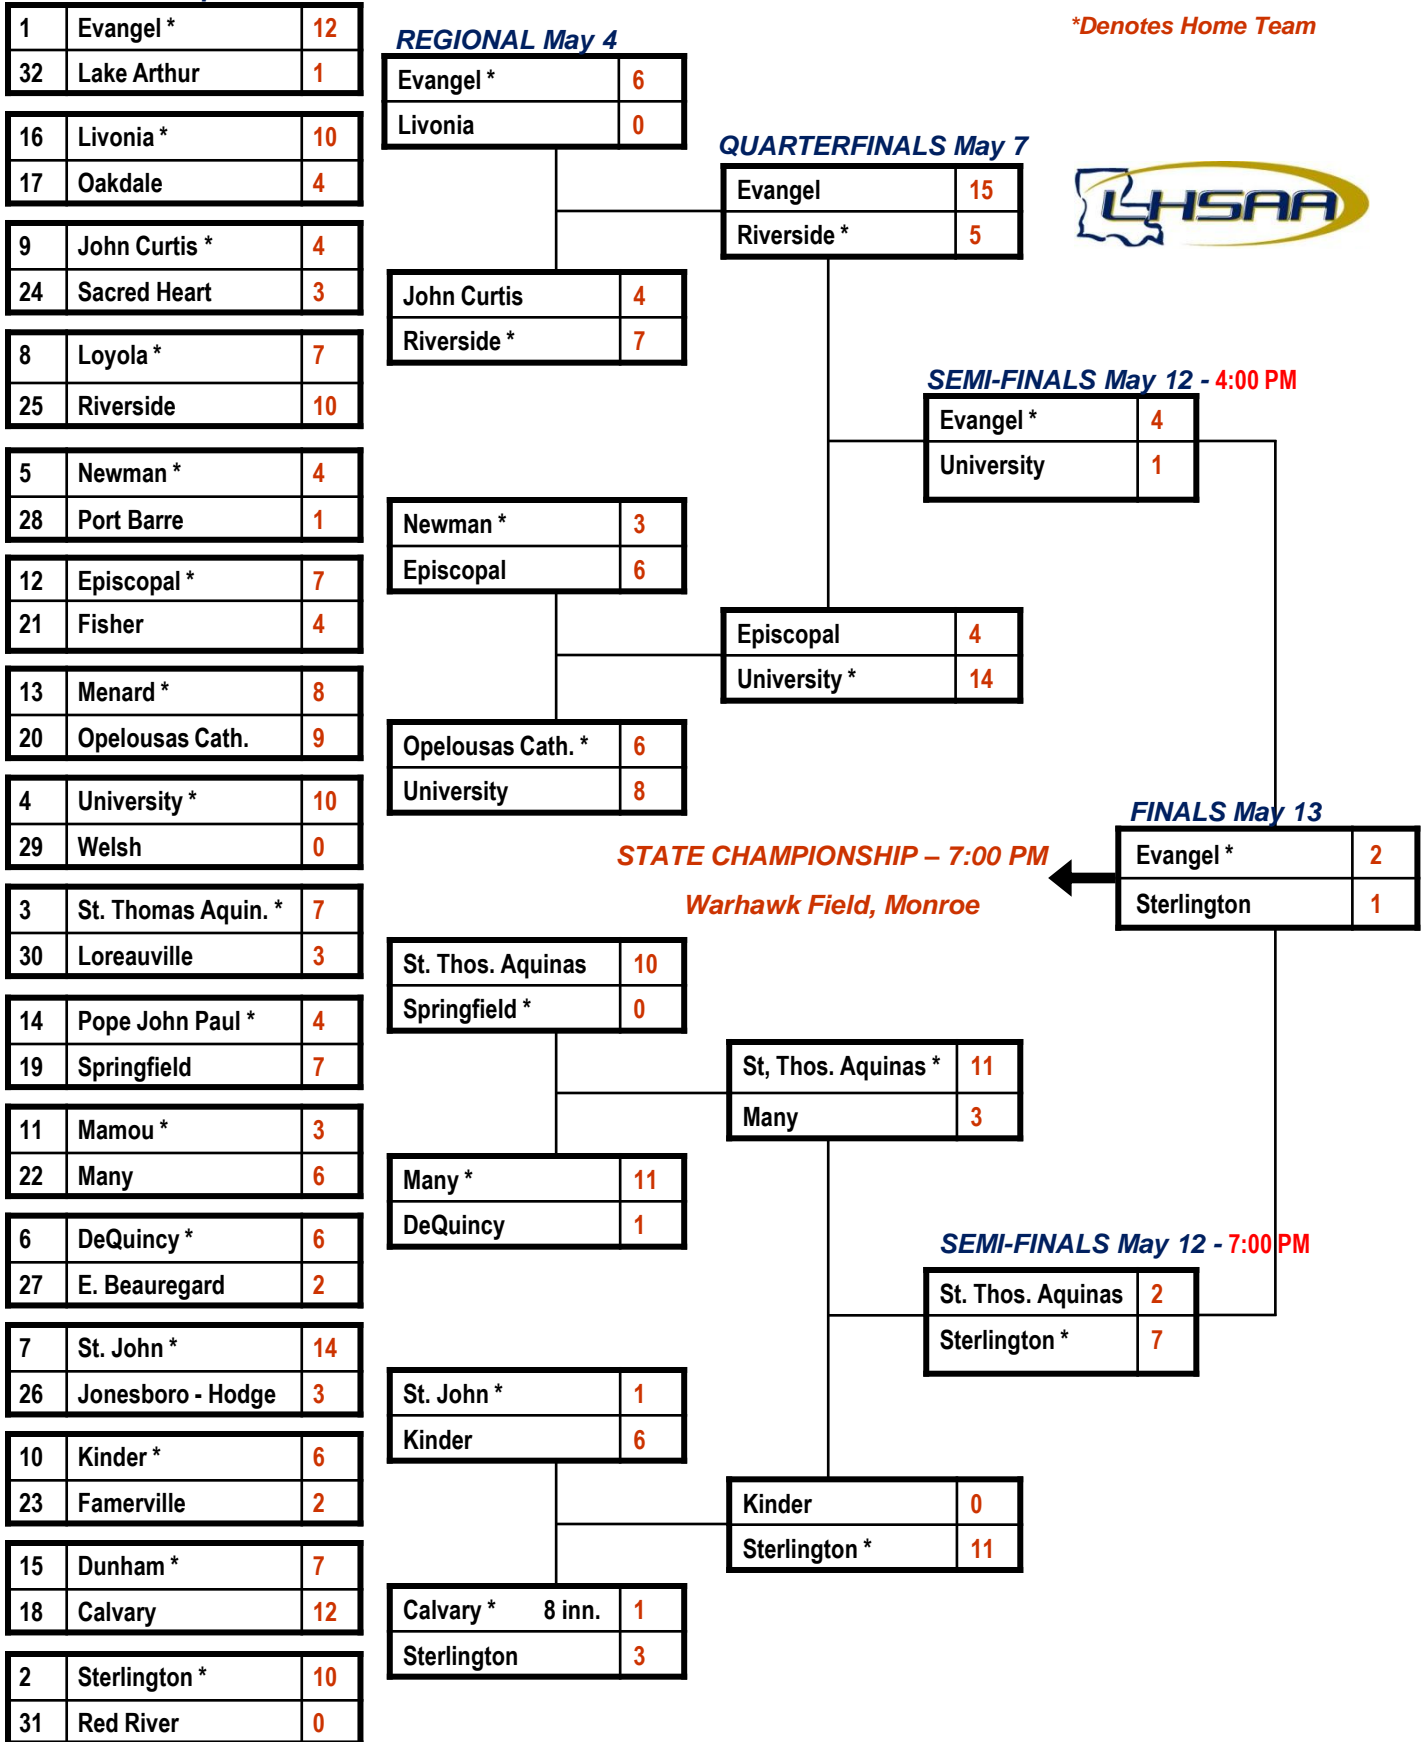 1 Evangel * 12
32 Lake Arthur 1
16 Livonia * 10
17 Oakdale 4
9 John Curtis * 4
24 Sacred Heart 3
8 Loyola * 7
25 Riverside 10
5 Newman * 4
28 Port Barre 1
12 Episcopal * 7
21 Fisher 4
13 Menard * 8
20 Opelousas Cath. 9
4 University * 10
29 Welsh 0
3 St. Thomas Aquin. * 7
30 Loreauville 3
14 Pope John Paul * 4
19 Springfield 7
11 Mamou * 3
22 Many 6
6 DeQuincy * 6
27 E. Beauregard 2
7 St. John * 14
26 Jonesboro - Hodge 3
10 Kinder * 6
23 Famerville 2
15 Dunham * 7
18 Calvary 12
2 Sterlington * 10
31 Red River 0
REGIONAL May 4
Evangel * 6
Livonia 0
John Curtis 4
Riverside * 7
Newman * 3
Episcopal 6
Opelousas Cath. * 6
University 8
St. Thos. Aquinas 10
Springfield * 0
Many * 11
DeQuincy 1
St. John * 1
Kinder 6
Calvary * 8 inn. 1
Sterlington 3
QUARTERFINALS May 7
Evangel 15
Riverside * 5
Episcopal 4
University * 14
St, Thos. Aquinas * 11
Many 3
Kinder 0
Sterlington * 11
*Denotes Home Team
LHSAA
SEMI-FINALS May 12 - 4:00 PM
Evangel * 4
University 1
SEMI-FINALS May 12 - 7:00 PM
St. Thos. Aquinas 2
Sterlington * 7
FINALS May 13
Evangel * 2
Sterlington 1
STATE CHAMPIONSHIP – 7:00 PM
Warhawk Field, Monroe